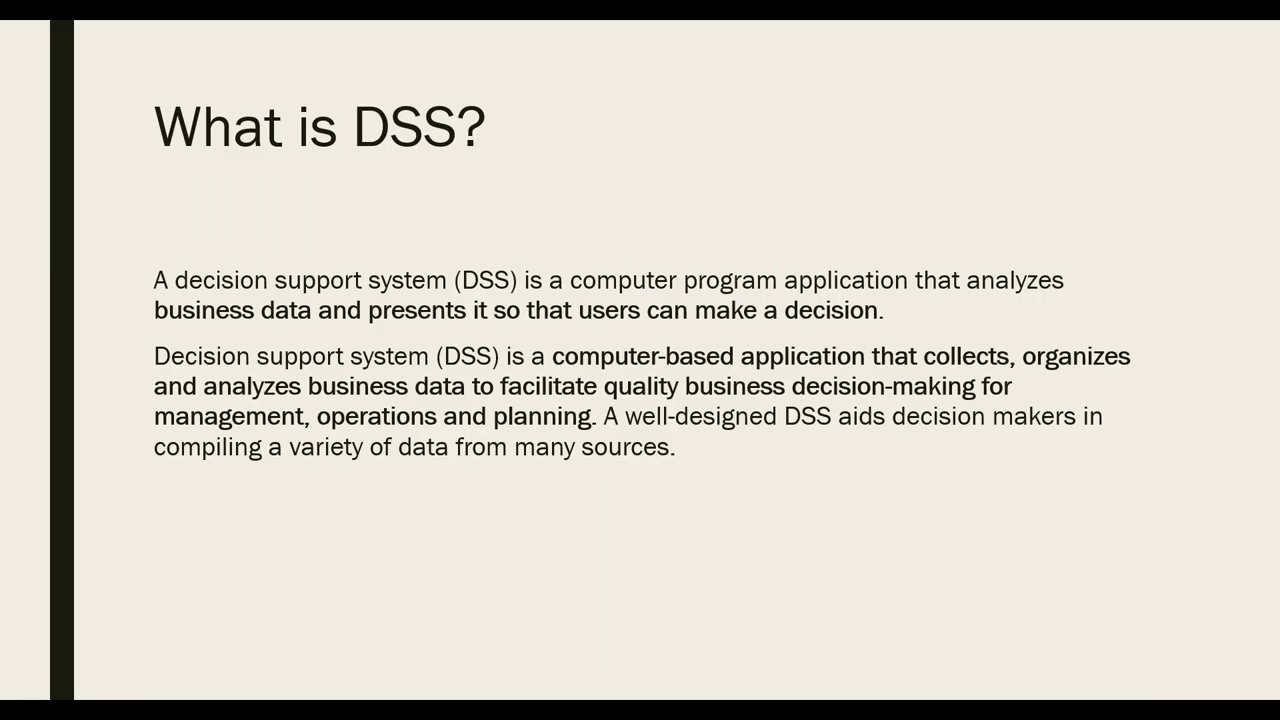 What is DSS?
A decision support system (DSS) is a computer program application that analyzes
business data and presents it so that users can make a decision.
Decision support system (DSS) is a computer-based application that collects, organizes
and analyzes business data to facilitate quality business decision-making for
management, operations and planning. A well-designed DSS aids decision makers in
compiling a variety of data from many sources.